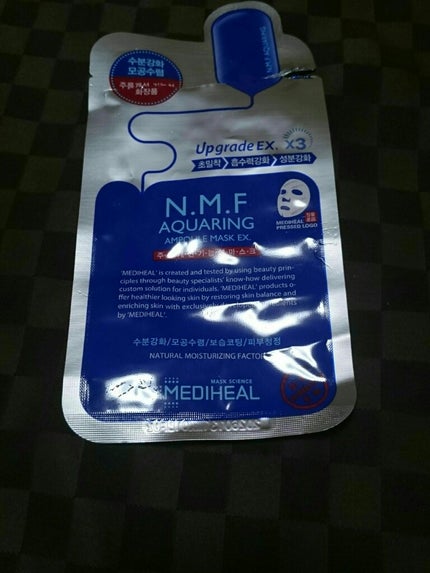 수분강화
모공수렴
화장품
N.M.F AQUARING
Upgrade EX. X3
초밀착 흡수력강화 성분강화
N.M.F
AQUARING
AMPOULE MASK EX.
MEDIHEAL
PRESSED LOGO
'MEDIHEAL' is created and tested by using beauty prin-
ciples through beauty specialists' know-how delivering
custom solution for individuals. 'MEDIHEAL' products o-
ffer healthier looking skin by restoring skin balance and
enriching skin with exclusively
by 'MEDIHEAL'.
수분강화/모공수렴/보습코팅/피부청정
NATURAL MOISTURIZING FACTOR
MASK SCIENCE
MEDIHEAL